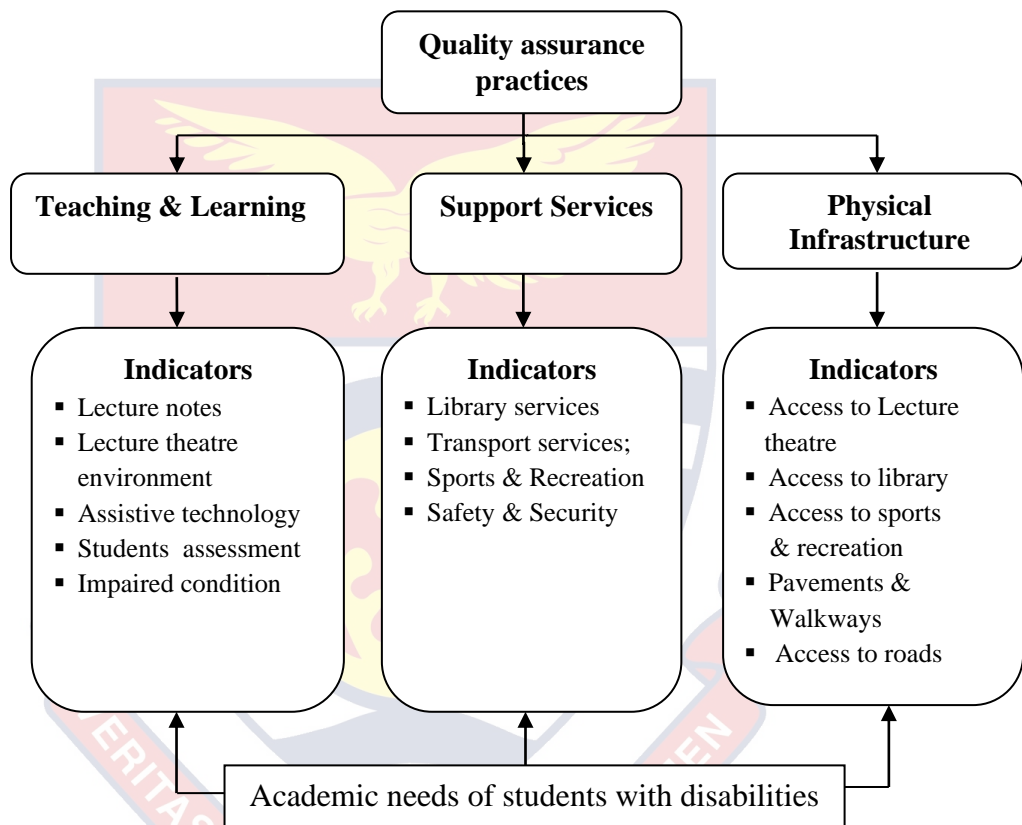 Quality assurance
practices
Teaching & Learning
Support Services
Physical
Infrastructure
Indicators
▪ Lecture notes
▪ Lecture theatre
environment
▪ Assistive technology
▪ Students assessment
▪ Impaired condition
Indicators
▪ Library services
▪ Transport services;
▪ Sports & Recreation
▪ Safety & Security
Indicators
▪ Access to Lecture
theatre
▪ Access to library
▪ Access to sports
& recreation
▪ Pavements &
Walkways
▪ Access to roads
Academic needs of students with disabilities
VERITAS